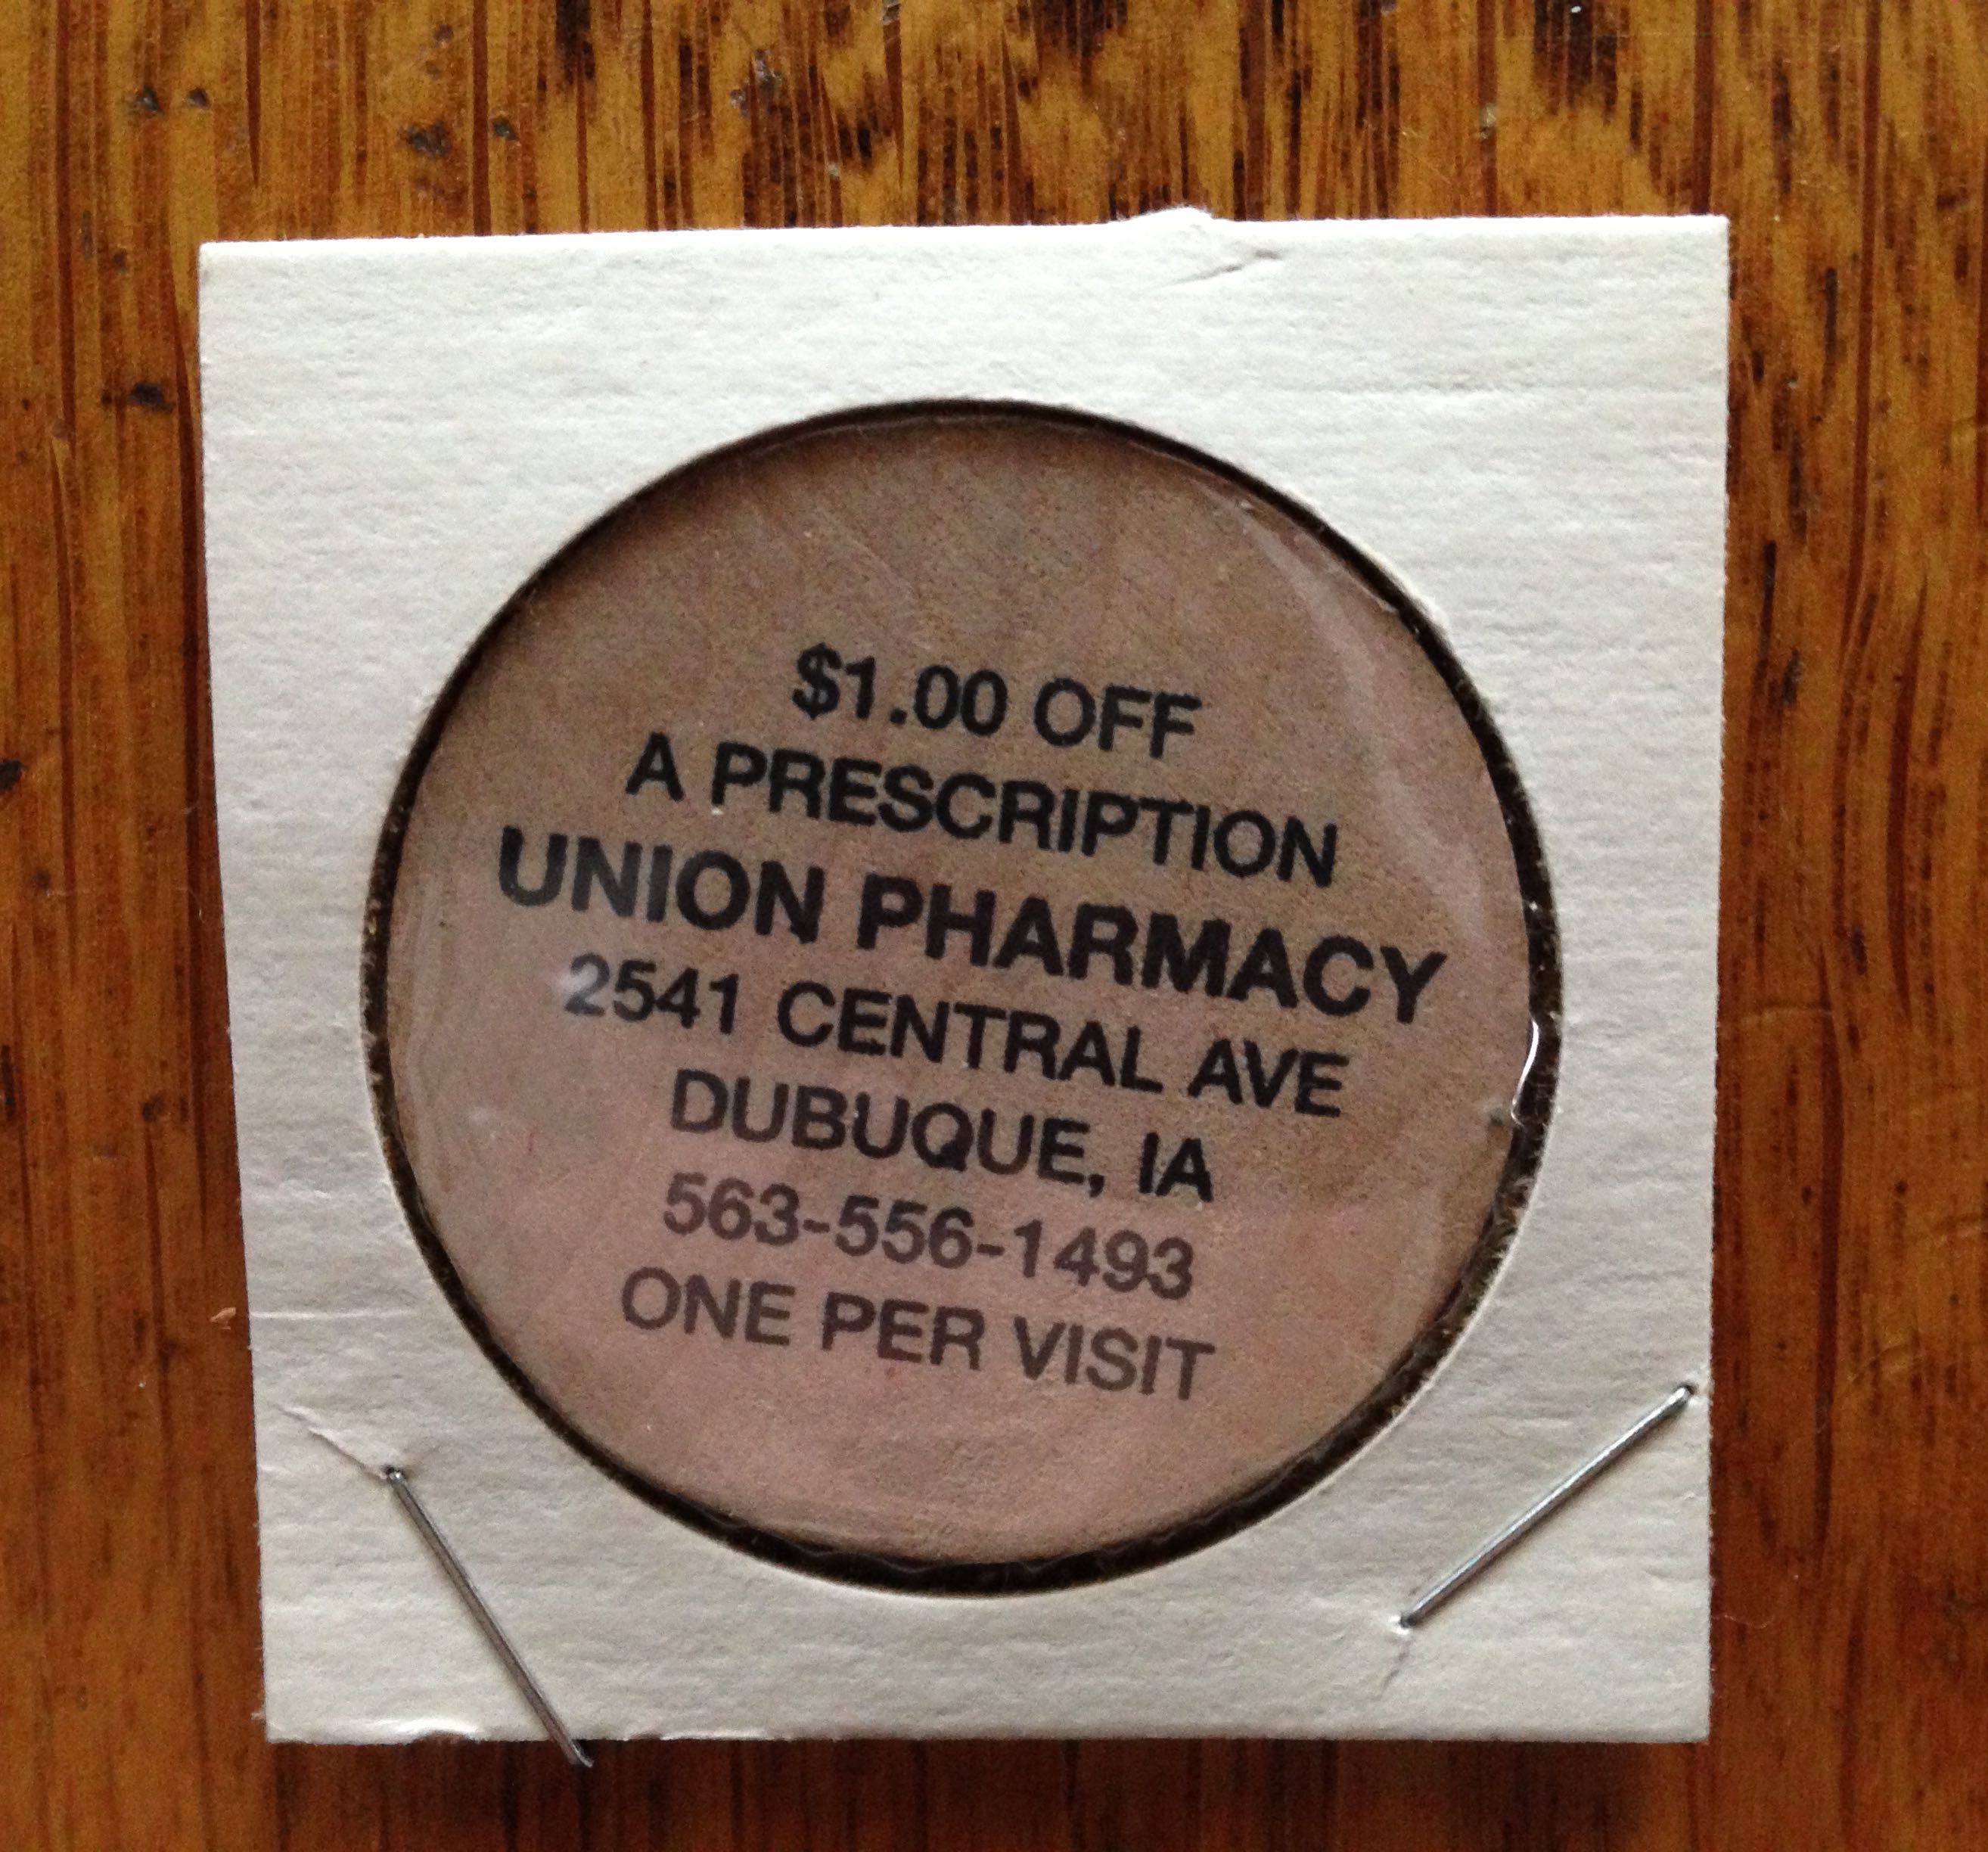 $1.00 OFF
A PRESCRIPTION
UNION PHARMACY
2541 CENTRAL AVE
DUBUQUE, IA
563-556-1493
ONE PER VISIT